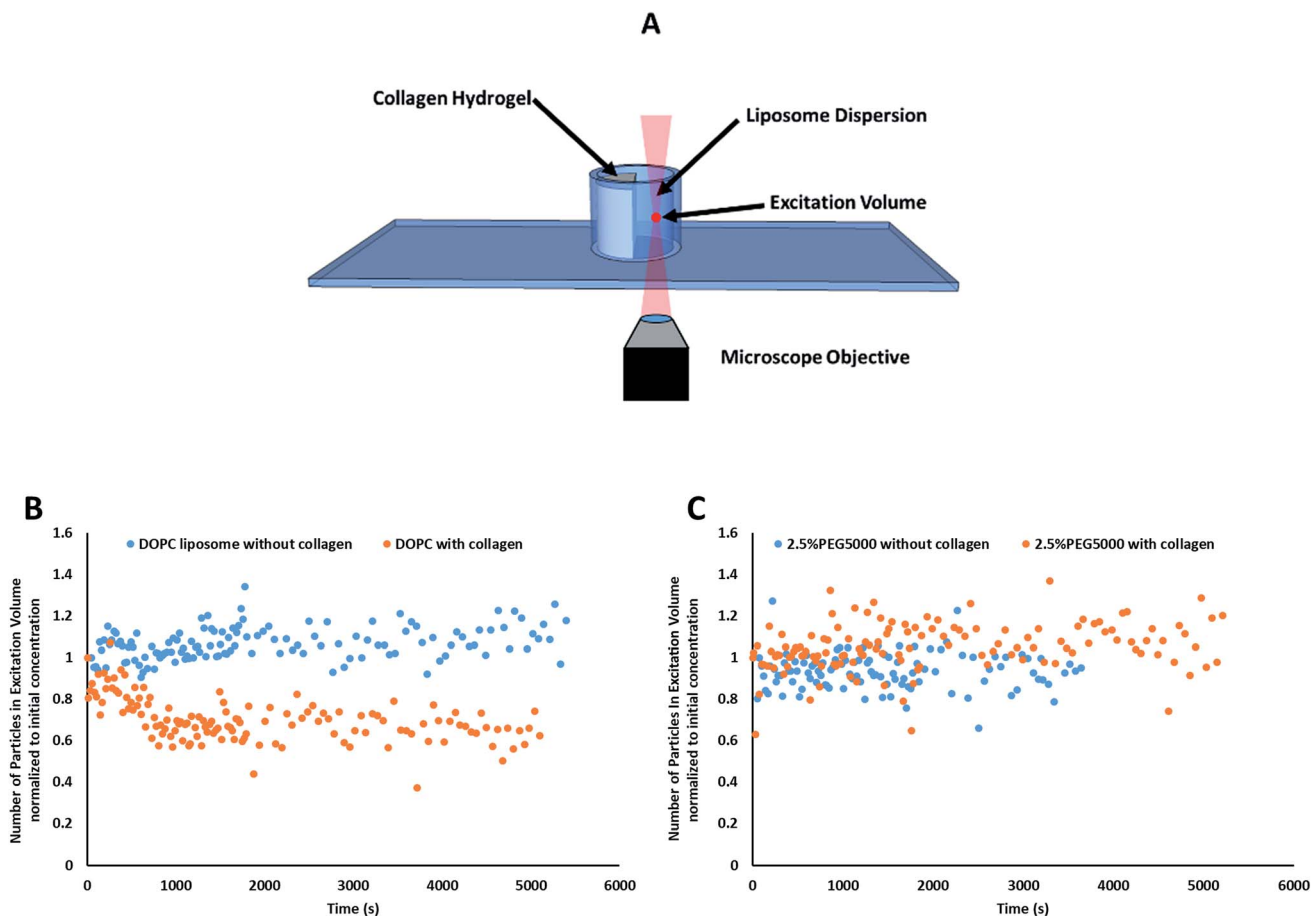 A
Collagen Hydrogel
Liposome Dispersion
Excitation Volume
Microscope Objective
B
1.6
1.4
1.2
1
0.8
0.6
0.4
0.2
0
DOPC liposome without collagen
DOPC with collagen
Number of Particles in Excitation Volume
normalized to initial concentration
0 1000 2000 3000 4000 5000 6000
Time (s)
C
1.6
1.4
1.2
1
0.8
0.6
0.4
0.2
0
2.5%PEG5000 without collagen
2.5%PEG5000 with collagen
Number of Particles In Excitation Volume
normalized to initial concentration
0 1000 2000 3000 4000 5000 6000
Time (s)